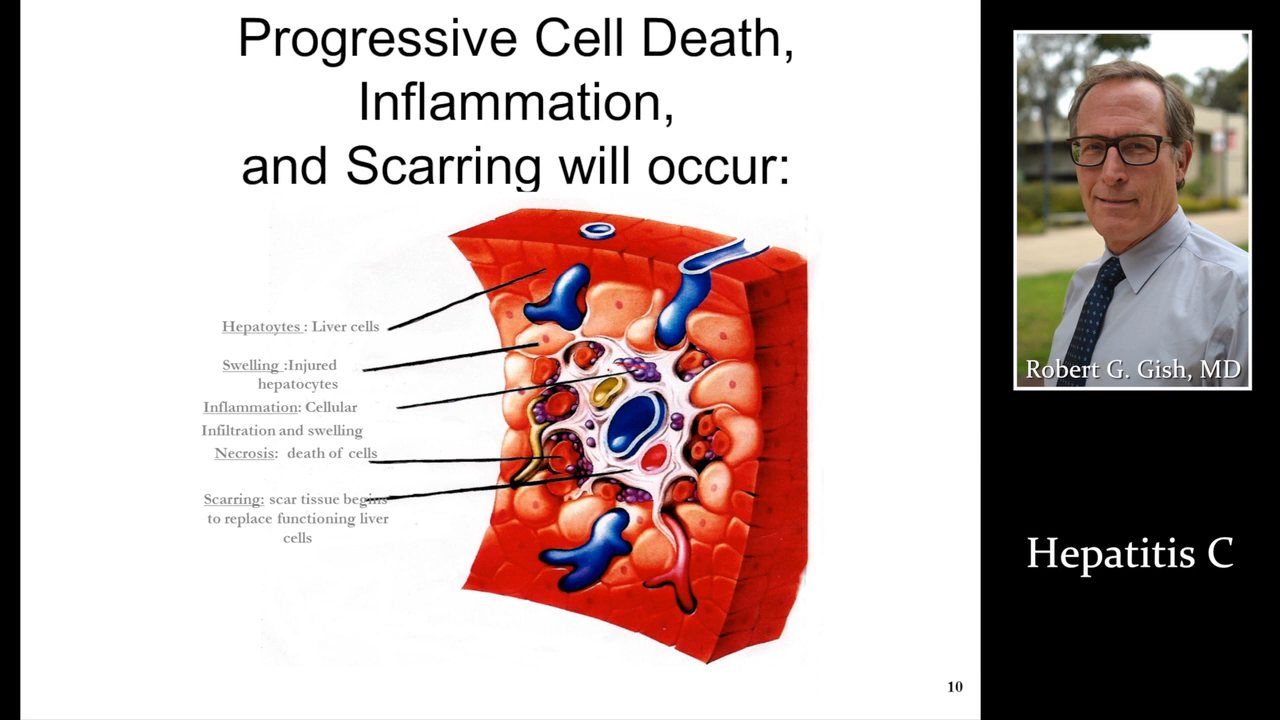 Progressive Cell Death,
Inflammation,
and Scarring will occur:
Hepatoytes : Liver cells
Swelling :Injured
hepatocytes
Inflammation: Cellular
Infiltration and swelling
Necrosis: death of cells
Scarring: scar tissue begins
to replace functioning liver
cells
10
Robert G. Gish, MD
Hepatitis C